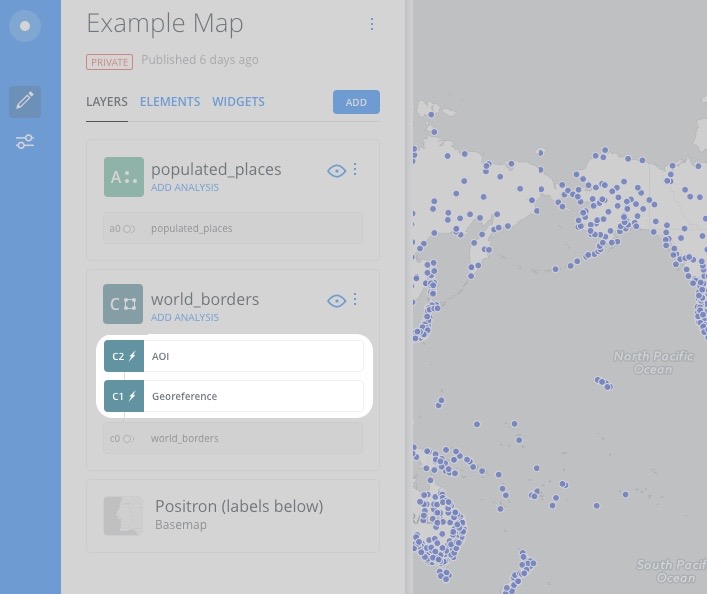 Example Map
PRIVATE Published 6 days ago
LAYERS ELEMENTS WIDGETS ADD
A populated_places
ADD ANALYSIS
a0 populated_places
C world_borders
ADD ANALYSIS
C2 AOI
C1 Georeference
c0 world_borders
Positron (labels below)
Basemap
North Pacific
Ocean
South Pacif
Ocean